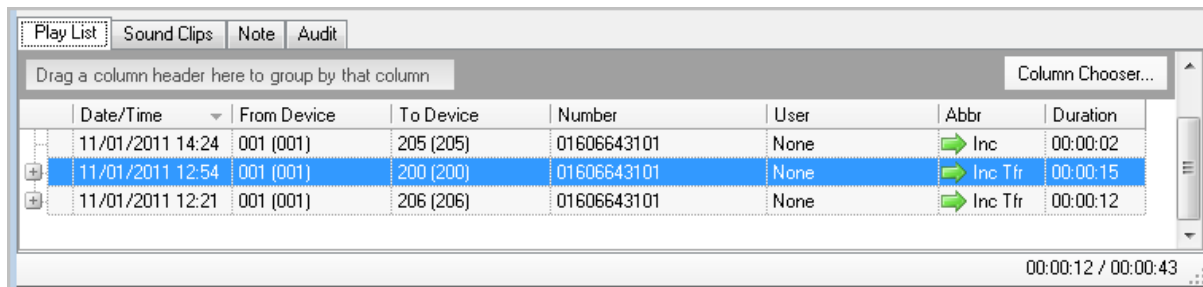 Play List Sound Clips Note Audit
Drag a column header here to group by that column Column Chooser...
Date/Time From Device To Device Number User Abbr Duration
11/01/2011 14:24 001 (001) 205 (205) 01606643101 None Inc 00:00:02
11/01/2011 12:54 001 (001) 200 (200) 01606643101 None Inc Tfr 00:00:15
11/01/2011 12:21 001 (001) 206 (206) 01606643101 None Inc Tfr 00:00:12
00:00:12 / 00:00:43